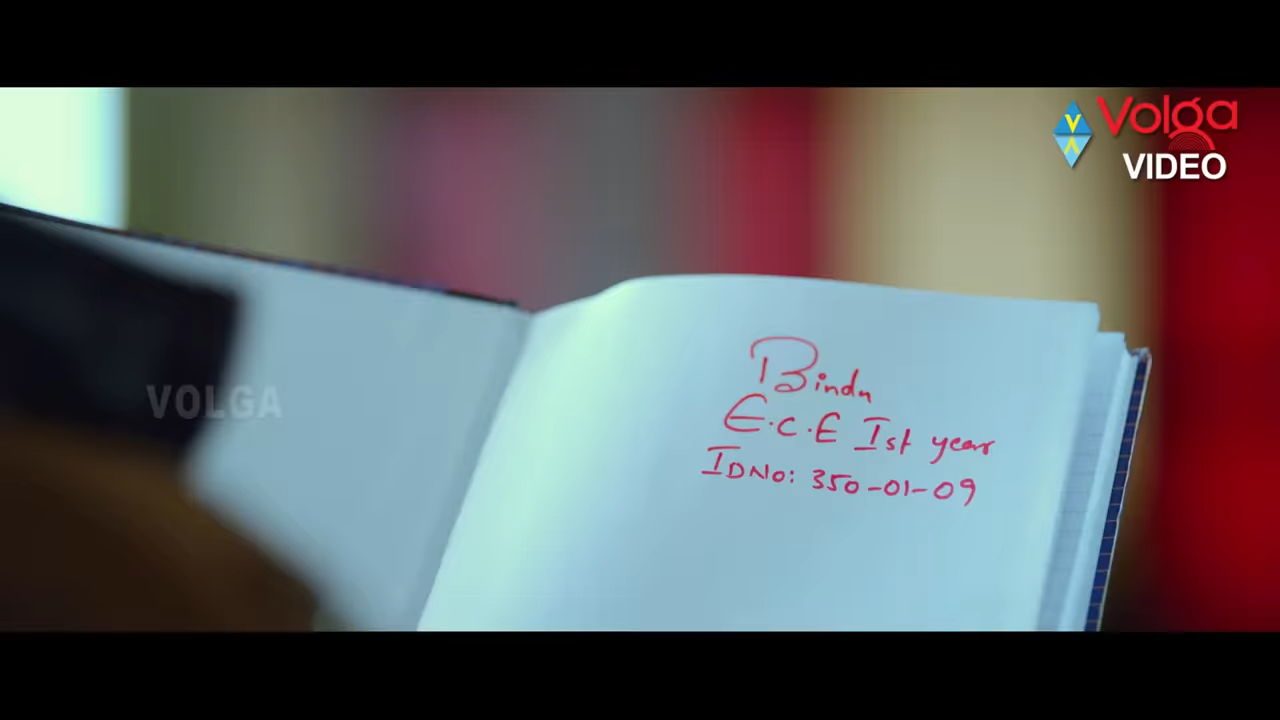 Volga
VIDEO
VOLGA
Bindu
E.C.E Ist year
IDNo: 350-01-09